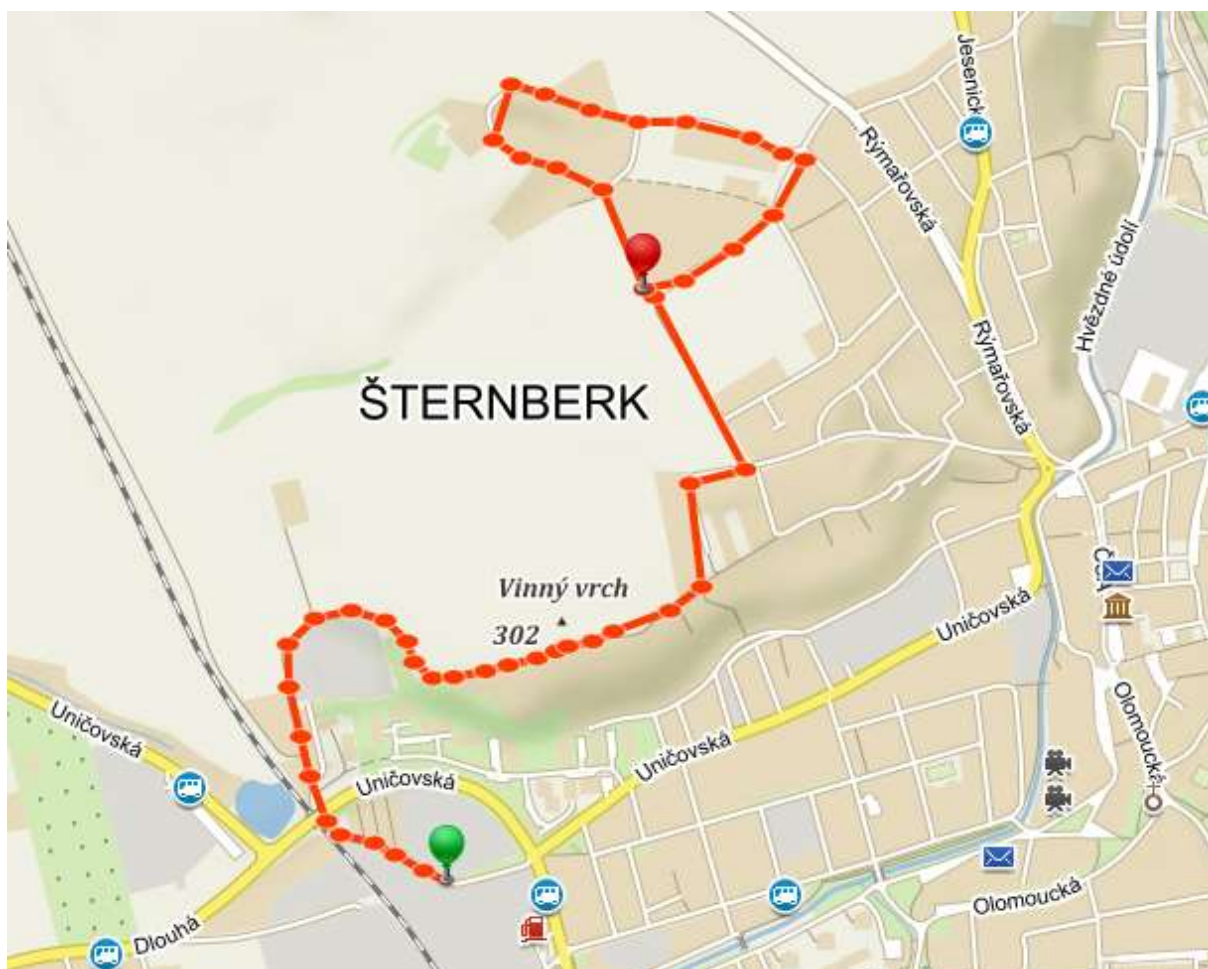 Jesenick
Rýmařovská
Hvězdné údolí
Rýmařovská
ŠTERNBERK
Vinný vrch
302
Uničovská
Uničovská
Uničovská
Uničovská
Olomoucká
Olomoucká
Dlouhá